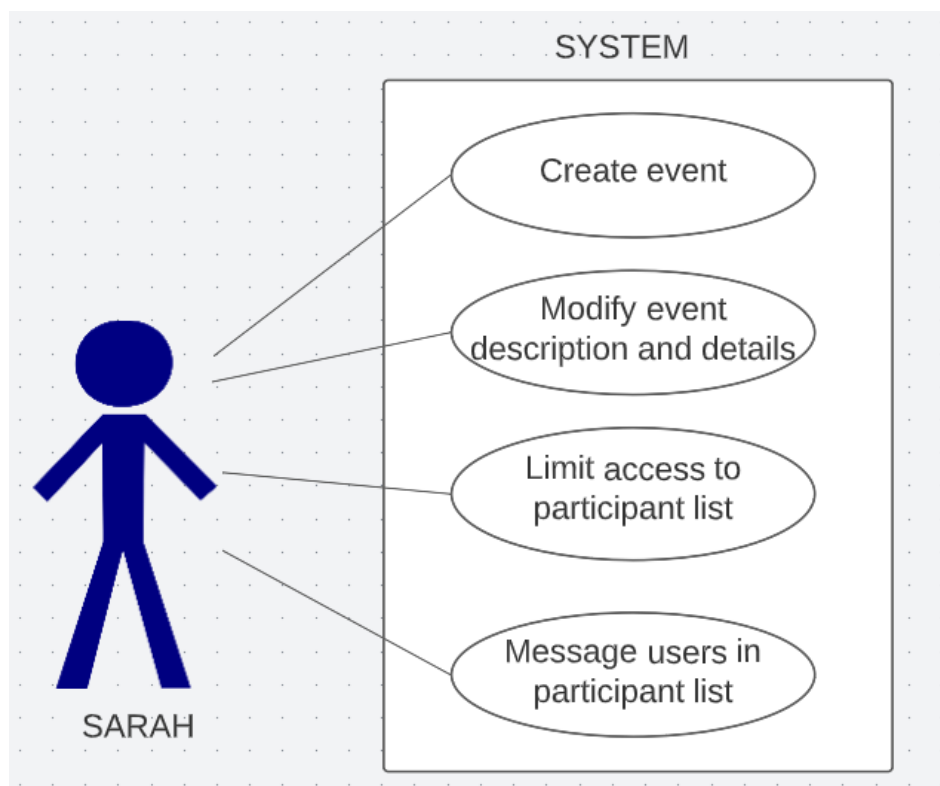 SYSTEM
Create event
Modify event
description and details
Limit access to
participant list
Message users in
participant list
SARAH